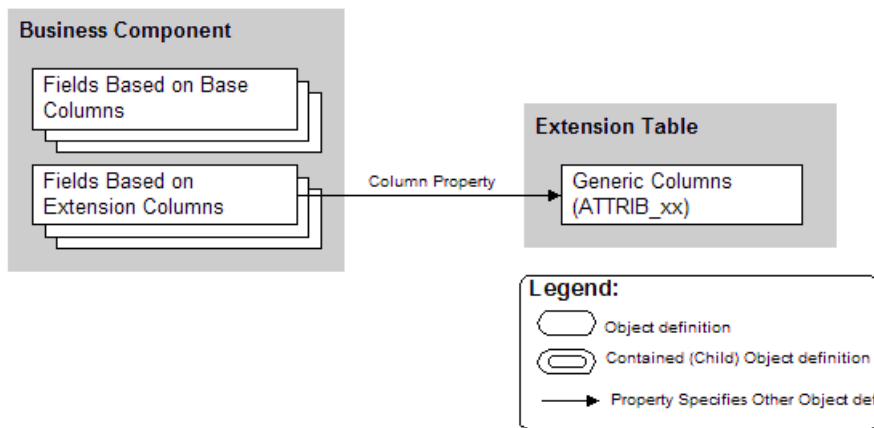 Business Component
Fields Based on Base
Columns
Fields Based on
Extension Columns
Column Property
Extension Table
Generic Columns
(ATTRIB_xx)
Legend:
Object definition
Contained (Child) Object definition
Property Specifies Other Object def